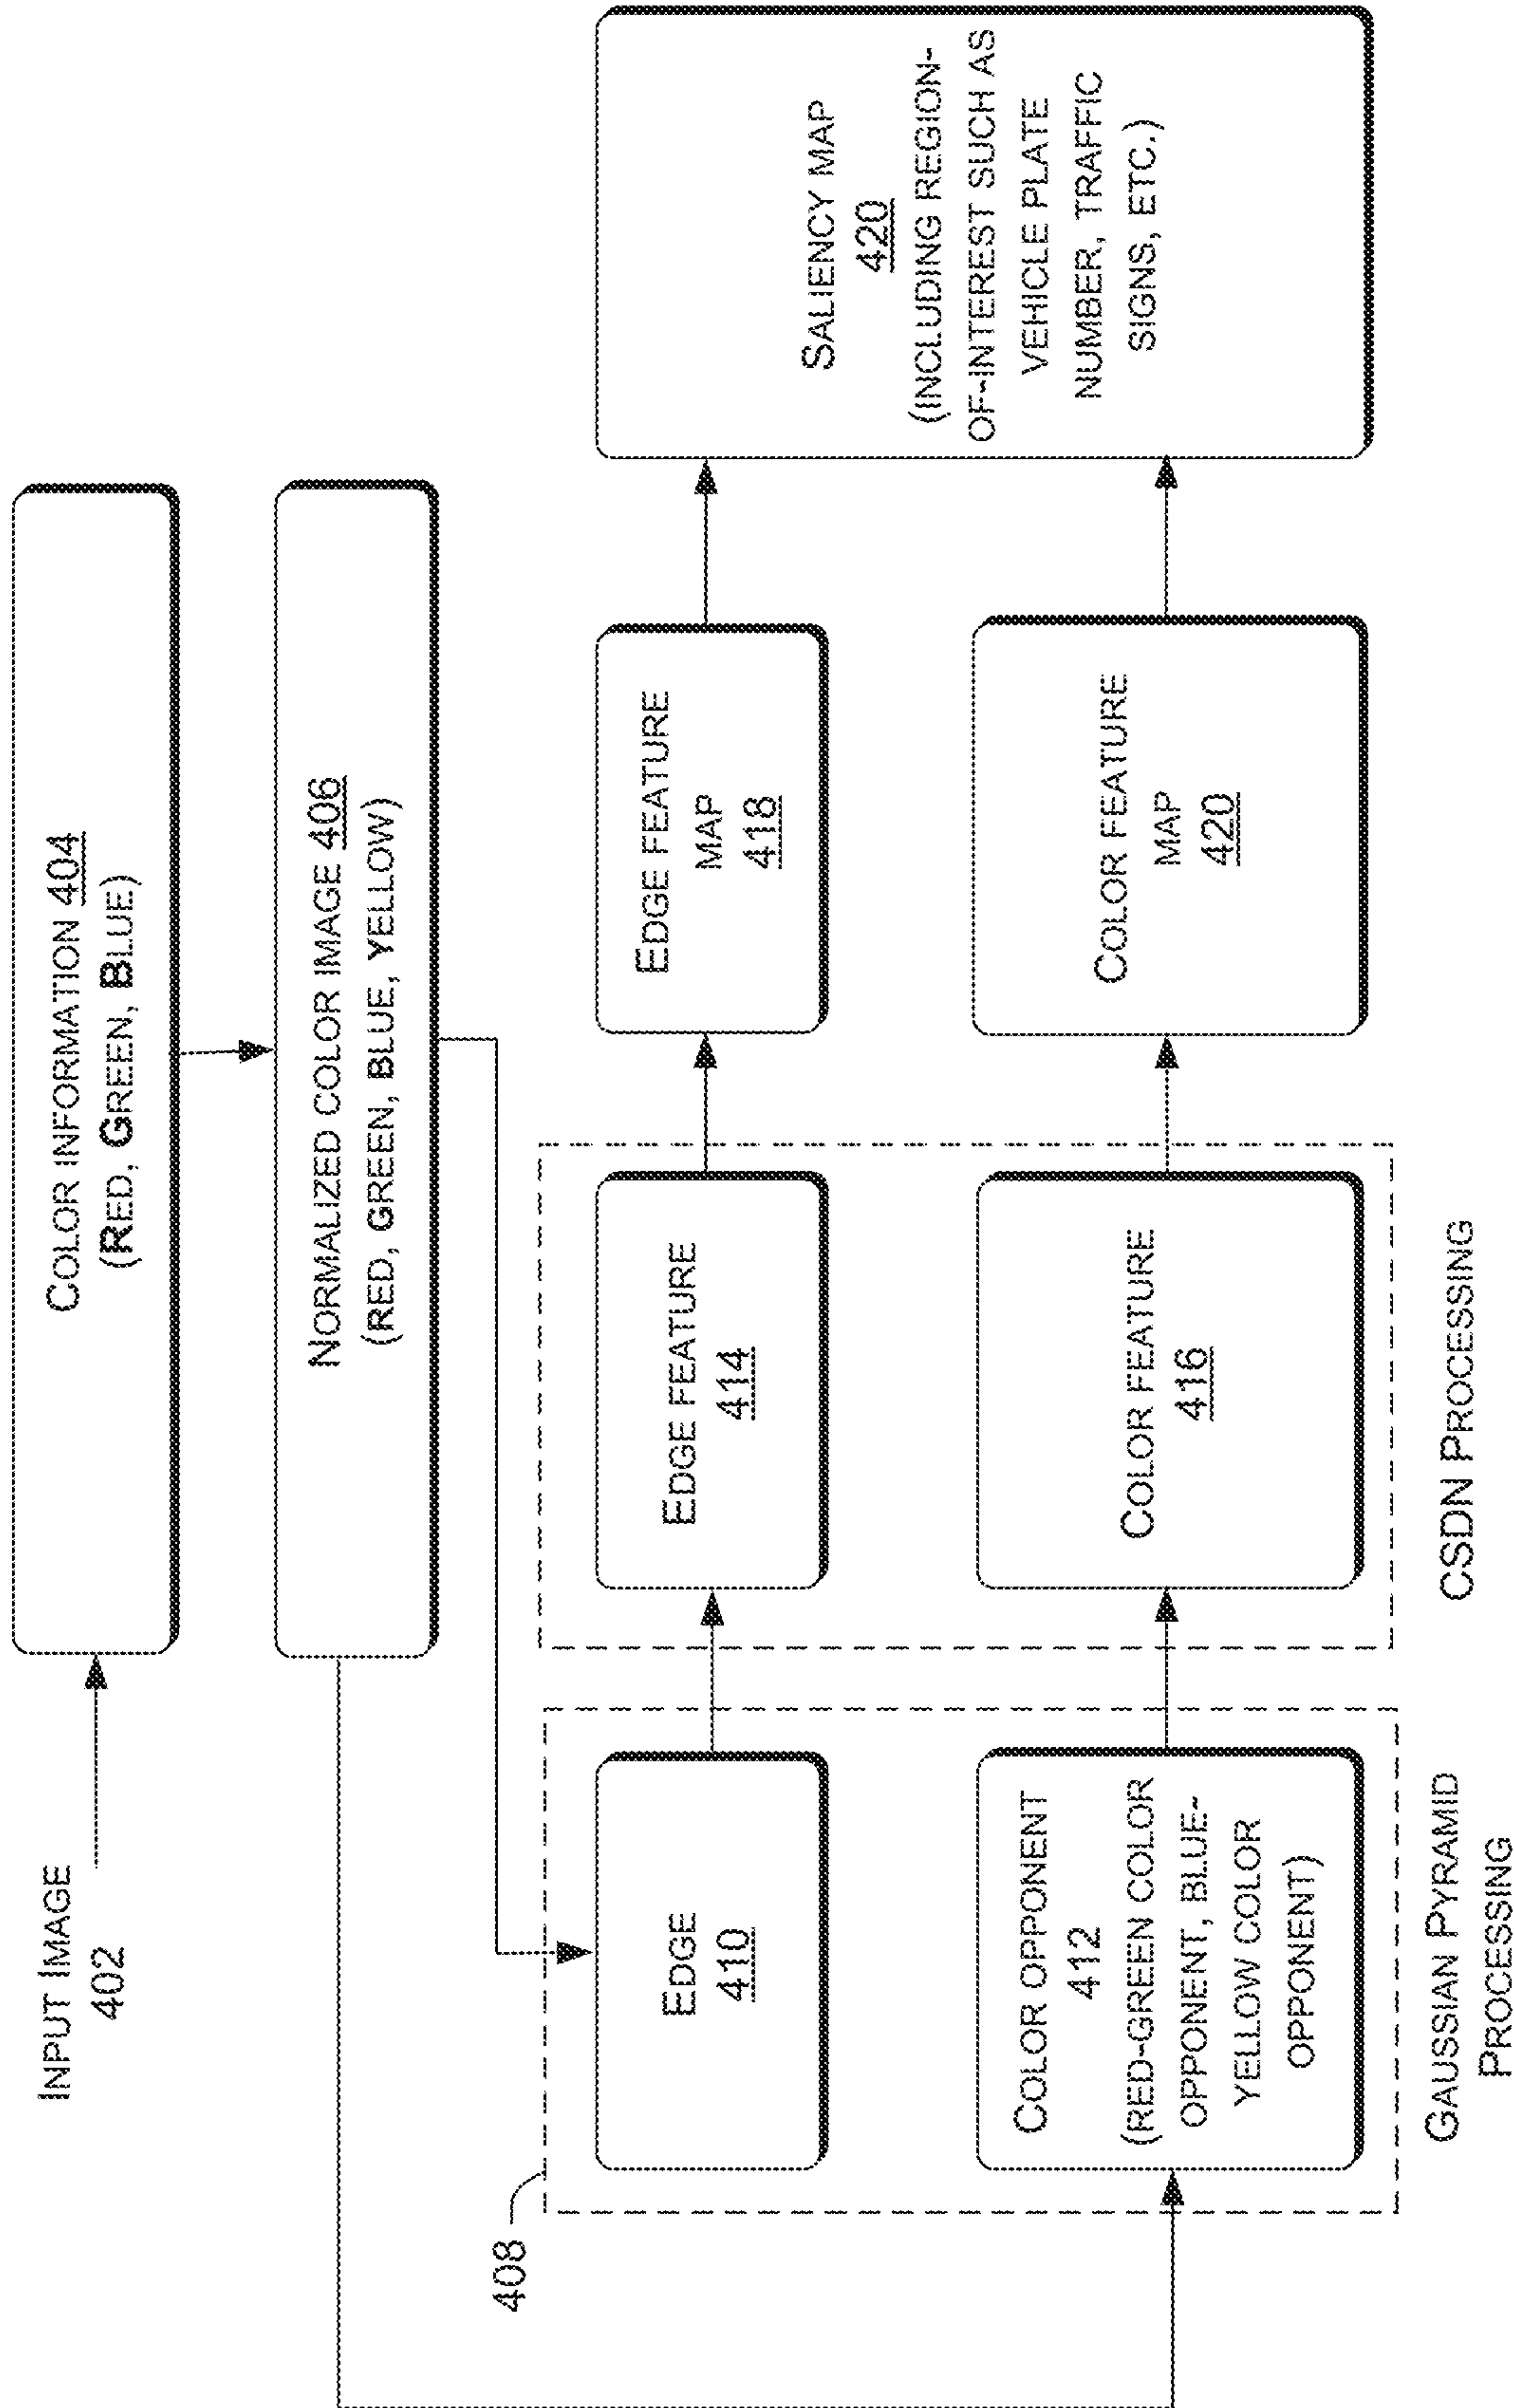 INPUT IMAGE
402
COLOR INFORMATION 404
(RED, GREEN, BLUE)
NORMALIZED COLOR IMAGE 406
(RED, GREEN, BLUE, YELLOW)
408
EDGE
410
EDGE FEATURE
414
EDGE FEATURE
MAP
418
SALIENCY MAP
420
(INCLUDING REGION-
OF-INTEREST SUCH AS
VEHICLE PLATE
NUMBER, TRAFFIC
SIGNS, ETC.)
COLOR OPPONENT
412
(RED-GREEN COLOR
OPPONENT, BLUE-
YELLOW COLOR
OPPONENT)
COLOR FEATURE
416
COLOR FEATURE
MAP
420
GAUSSIAN PYRAMID
PROCESSING
CSDN PROCESSING